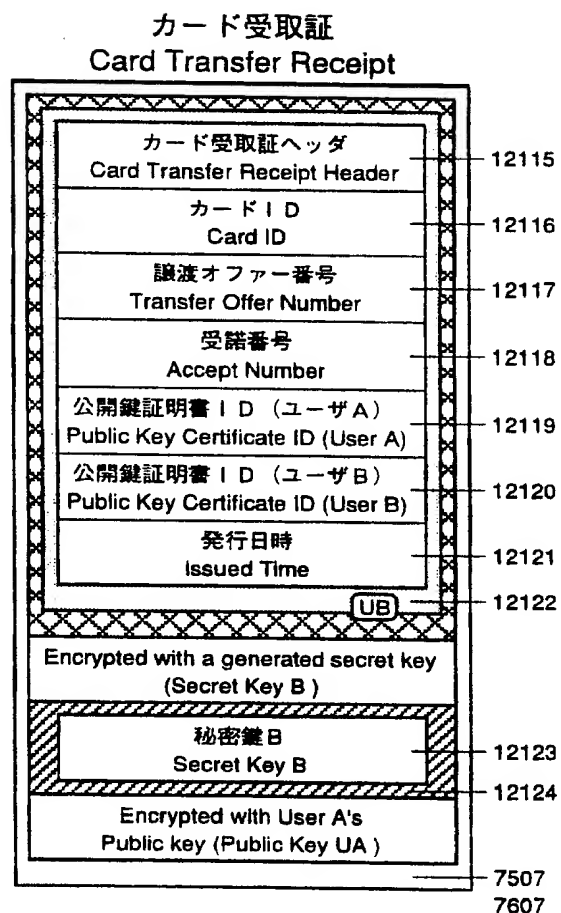 カード受取証
Card Transfer Receipt
カード受取証ヘッダ
Card Transfer Receipt Header
12115
カードＩＤ
Card ID
12116
譲渡オファー番号
Transfer Offer Number
12117
受諾番号
Accept Number
12118
公開鍵証明書ＩＤ（ユーザA）
Public Key Certificate ID (User A)
12119
公開鍵証明書ＩＤ（ユーザB）
Public Key Certificate ID (User B)
12120
発行日時
Issued Time
12121
UB
12122
Encrypted with a generated secret key
(Secret Key B )
秘密鍵B
Secret Key B
12123
12124
Encrypted with User A's
Public key (Public Key UA )
7507
7607